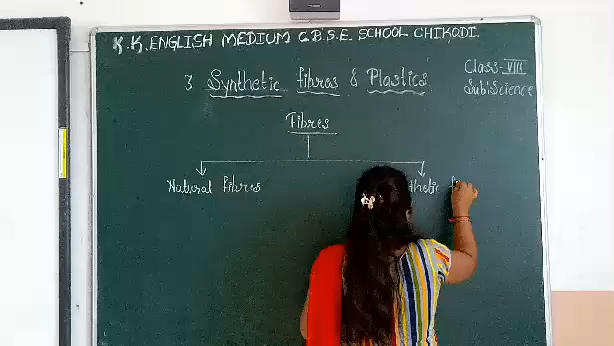 K.K. ENGLISH MEDIUM C.B.S.E. SCHOOL CHIKODI.
Class:- VIII
3 Synthetic fibres & Plastics
Sub:Science
Fibres
Natural Fibres